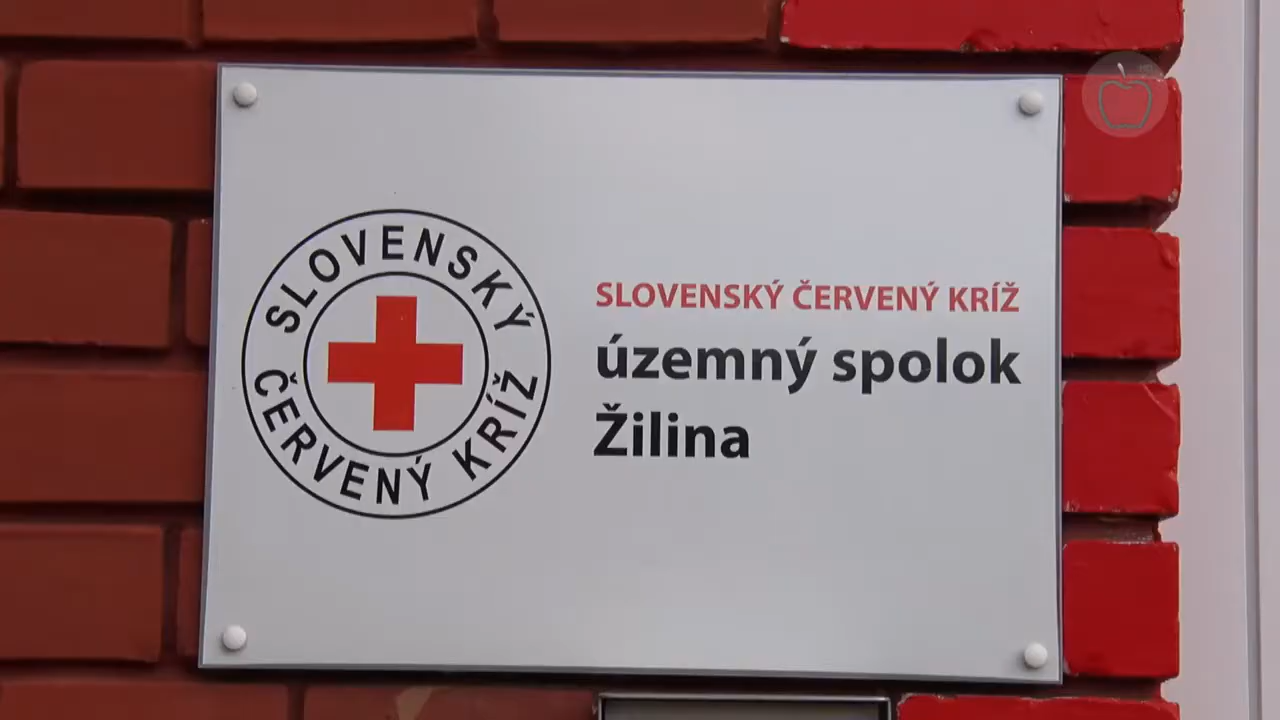 SLOVENSKÝ
ČERVENÝ KRÍŽ
SLOVENSKÝ ČERVENÝ KRÍŽ
územný spolok
Žilina